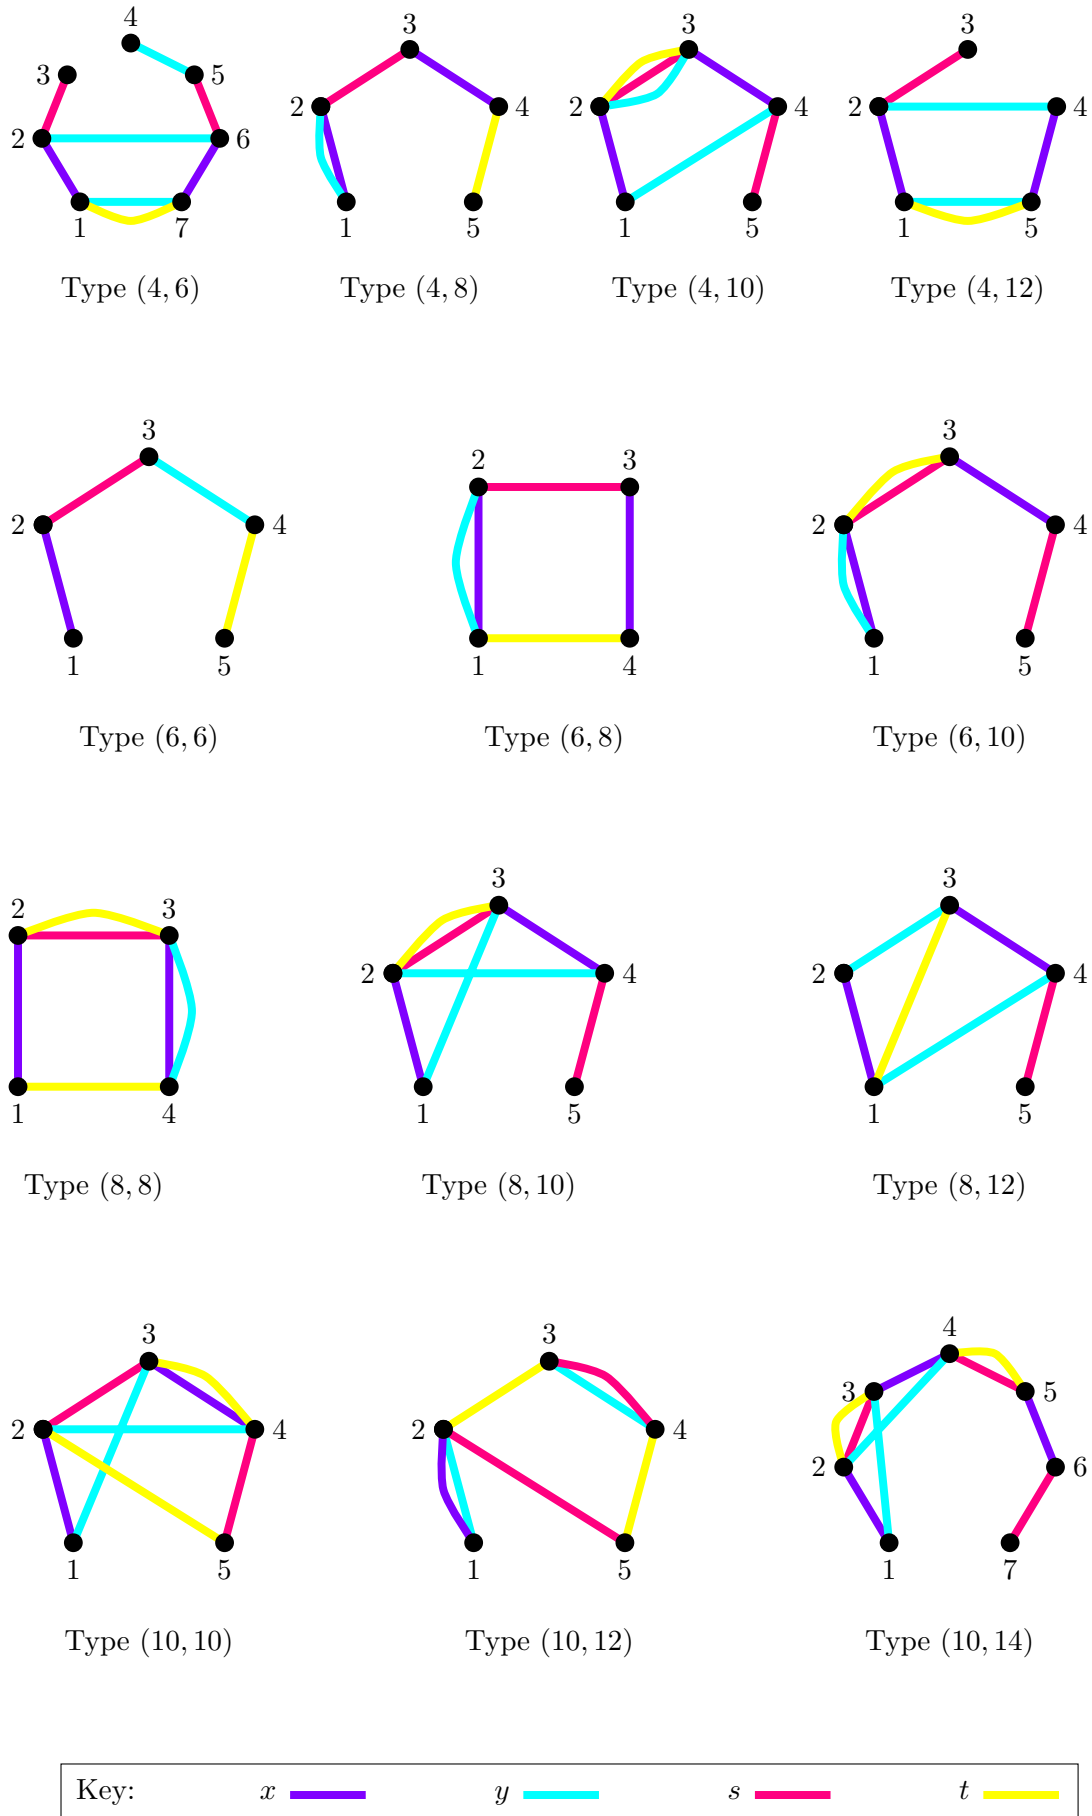 4
3 5
2 6
1 7
Type (4, 6)
3
2 4
1 5
Type (4, 8)
3
2 4
1 5
Type (4, 10)
3
2 4
1 5
Type (4, 12)
3
2 4
1 5
Type (6, 6)
2 3
1 4
Type (6, 8)
3
2 4
1 5
Type (6, 10)
2 3
1 4
Type (8, 8)
3
2 4
1 5
Type (8, 10)
3
2 4
1 5
Type (8, 12)
3
2 4
1 5
Type (10, 10)
3
2 4
1 5
Type (10, 12)
4
3 5
2 6
1 7
Type (10, 14)
Key: x y s t